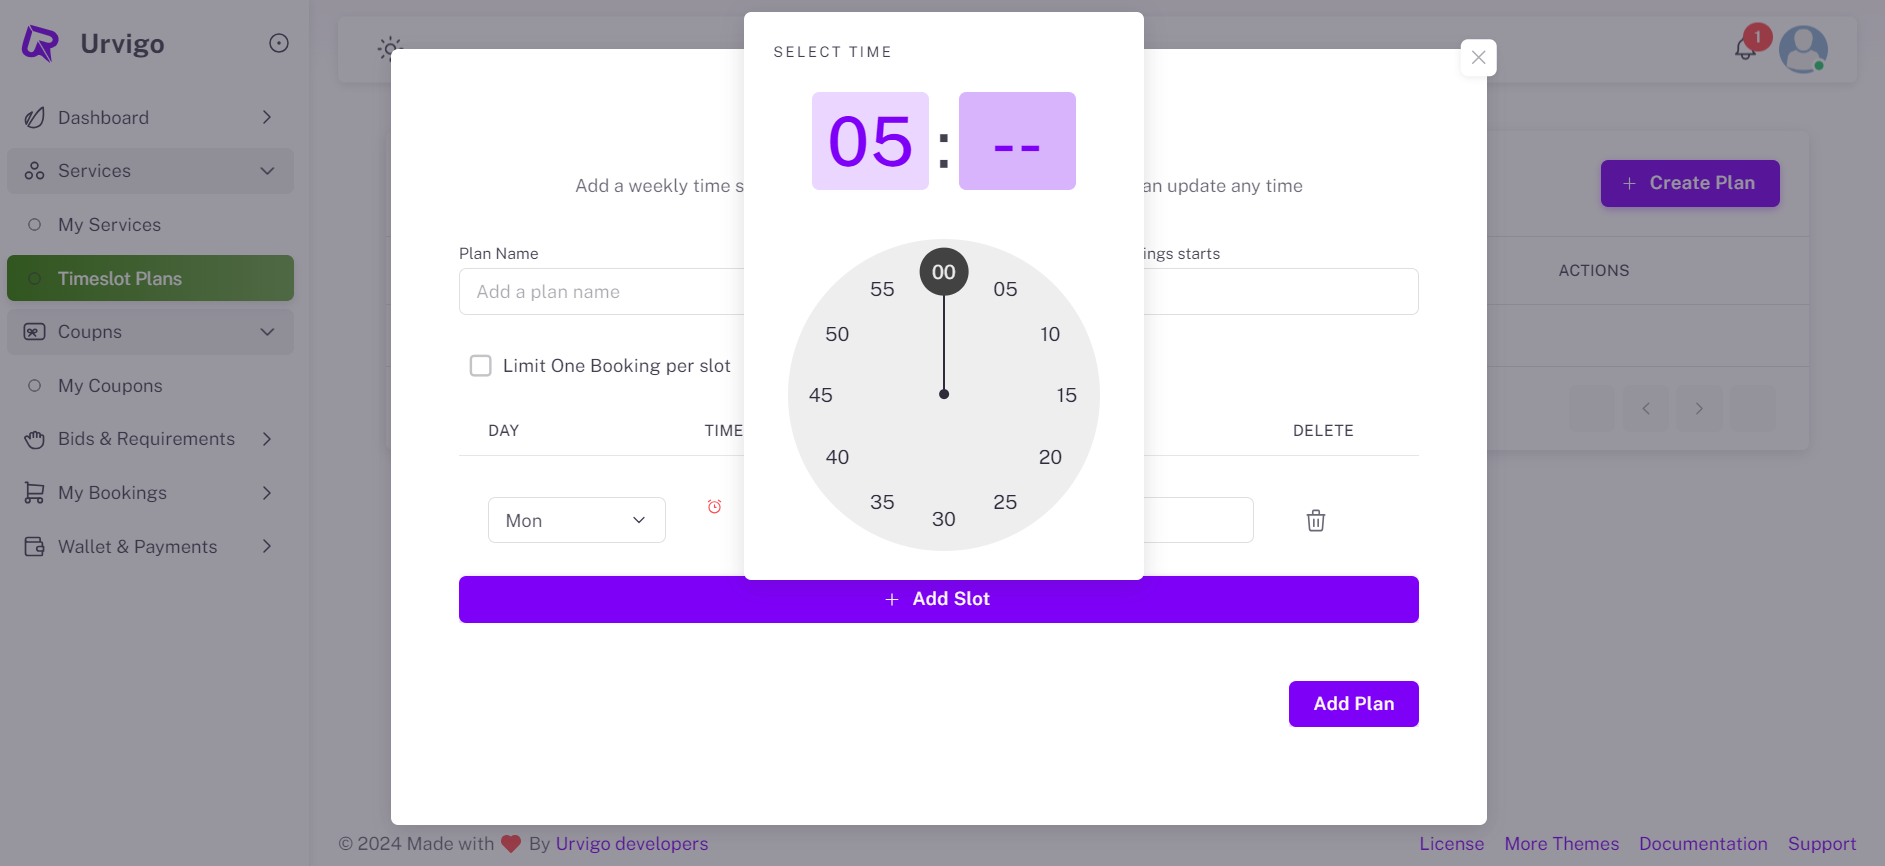 Urvigo
Dashboard
Services
My Services
Timeslot Plans
Coupns
My Coupons
Bids & Requirements
My Bookings
Wallet & Payments
1
Create Plan
ACTIONS
Add a weekly time s
an update any time
Plan Name
ings starts
Add a plan name
Limit One Booking per slot
DAY
TIME
DELETE
Mon
Add Slot
Add Plan
SELECT TIME
05 : --
00
05
10
15
20
25
30
35
40
45
50
55
© 2024 Made with By Urvigo developers
License More Themes Documentation Support